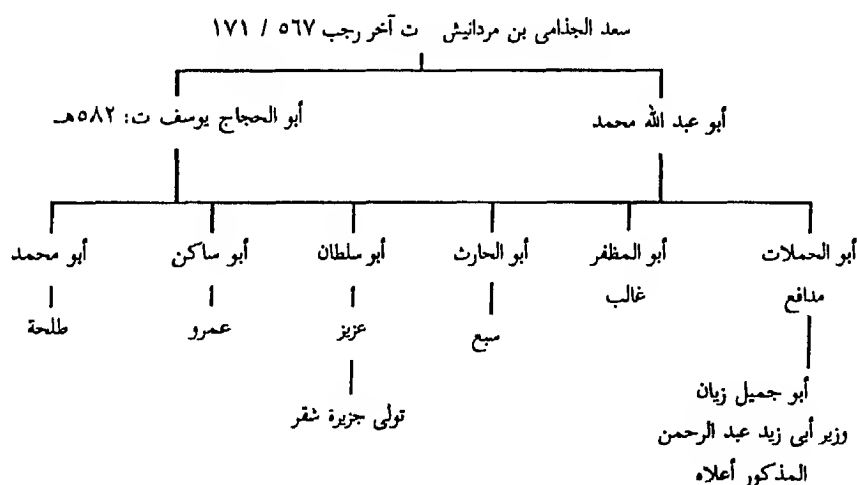 سعد الجذامى بن مردانيش ت آخر رجب ٥٦٧ / ١٧١
أبو عبد الله محمد أبو الحجاج يوسف ت: ٥٨٢هـ
أبو الحملات أبو المظفر أبو الحارث أبو سلطان أبو ساكن أبو محمد
مدافع غالب سبع عزيز عمرو طلحة
أبو جميل زيان تولى جزيرة شقر
وزير أبى زيد عبد الرحمن
المذكور أعلاه